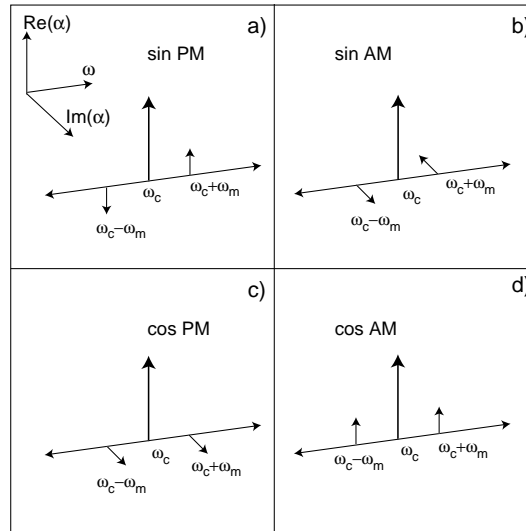 Re(α)
a)
sin PM
ω
Im(α)
ω_c
ω_c+ω_m
ω_c−ω_m
b)
sin AM
ω_c
ω_c+ω_m
ω_c−ω_m
c)
cos PM
ω_c
ω_c+ω_m
ω_c−ω_m
d)
cos AM
ω_c−ω_m
ω_c
ω_c+ω_m